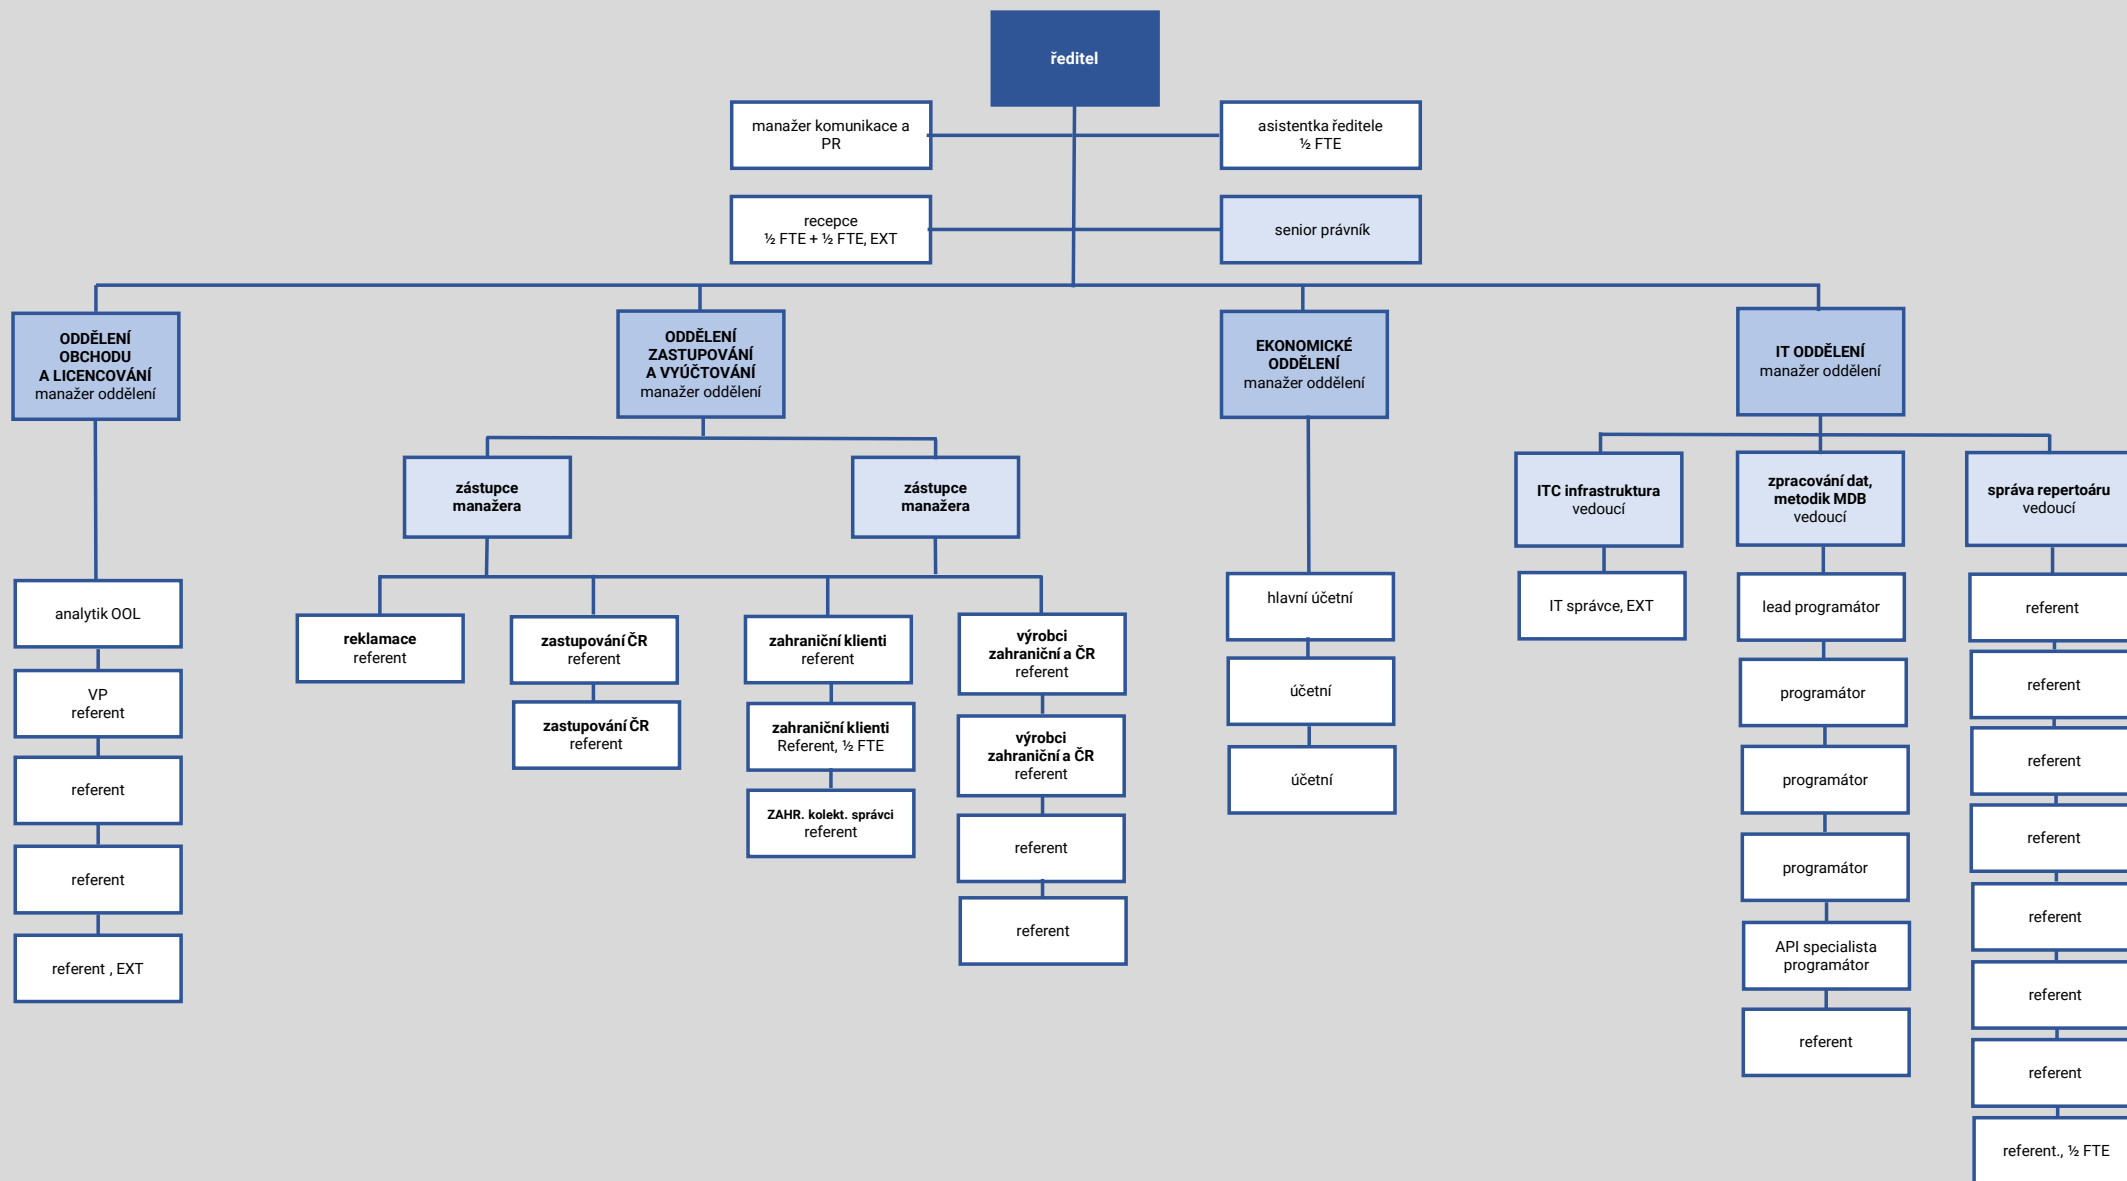 ředitel
manažer komunikace a
PR
asistentka ředitele
½ FTE
recepce
½ FTE + ½ FTE, EXT
senior právník
ODDĚLENÍ
OBCHODU
A LICENCOVÁNÍ
manažer oddělení
analytik OOL
VP
referent
referent
referent
referent , EXT
ODDĚLENÍ
ZASTUPOVÁNÍ
A VYÚČTOVÁNÍ
manažer oddělení
zástupce
manažera
zástupce
manažera
reklamace
referent
zastupování ČR
referent
zastupování ČR
referent
zahraniční klienti
referent
zahraniční klienti
Referent, ½ FTE
ZAHR. kolekt. správci
referent
výrobci
zahraniční a ČR
referent
výrobci
zahraniční a ČR
referent
referent
referent
EKONOMICKÉ
ODDĚLENÍ
manažer oddělení
hlavní účetní
účetní
účetní
IT ODDĚLENÍ
manažer oddělení
ITC infrastruktura
vedoucí
IT správce, EXT
zpracování dat,
metodik MDB
vedoucí
lead programátor
programátor
programátor
programátor
API specialista
programátor
referent
správa repertoáru
vedoucí
referent
referent
referent
referent
referent
referent
referent
referent., ½ FTE